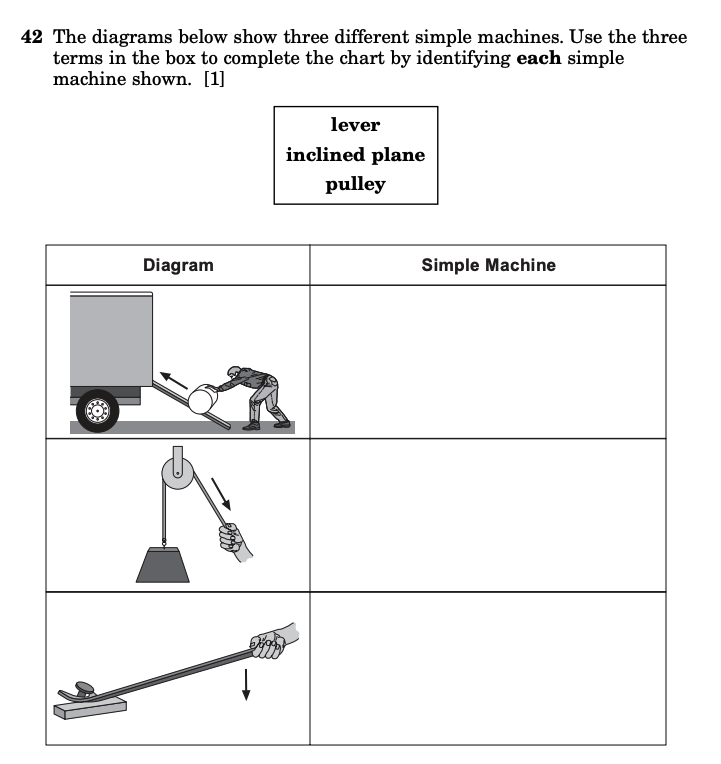 42 The diagrams below show three different simple machines. Use the three
terms in the box to complete the chart by identifying each simple
machine shown. [1]
lever
inclined plane
pulley
Diagram Simple Machine